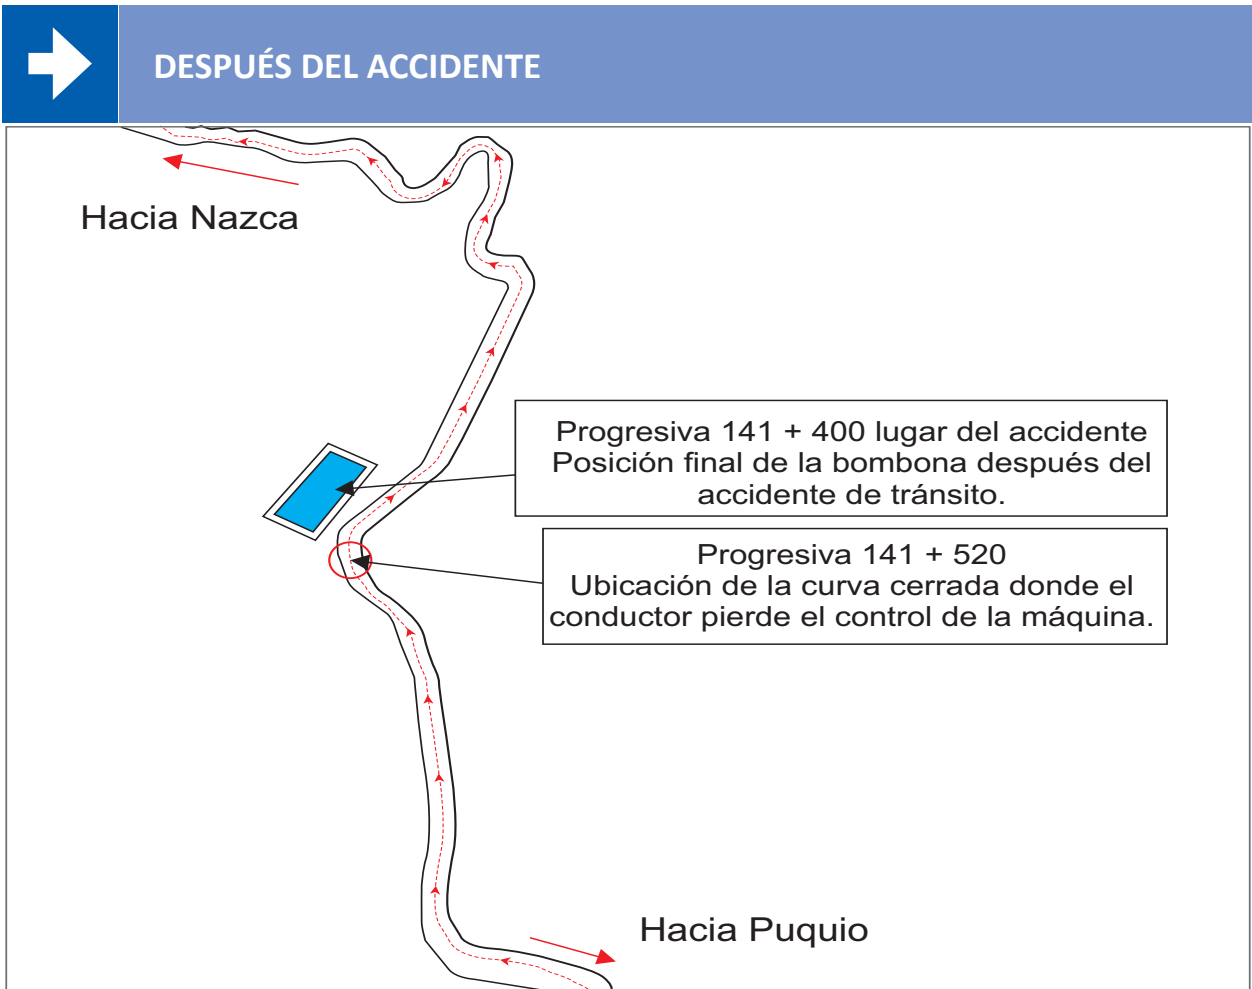 DESPUÉS DEL ACCIDENTE
Hacia Nazca
Progresiva 141 + 400 lugar del accidente
Posición final de la bombona después del
accidente de tránsito.
Progresiva 141 + 520
Ubicación de la curva cerrada donde el
conductor pierde el control de la máquina.
Hacia Puquio